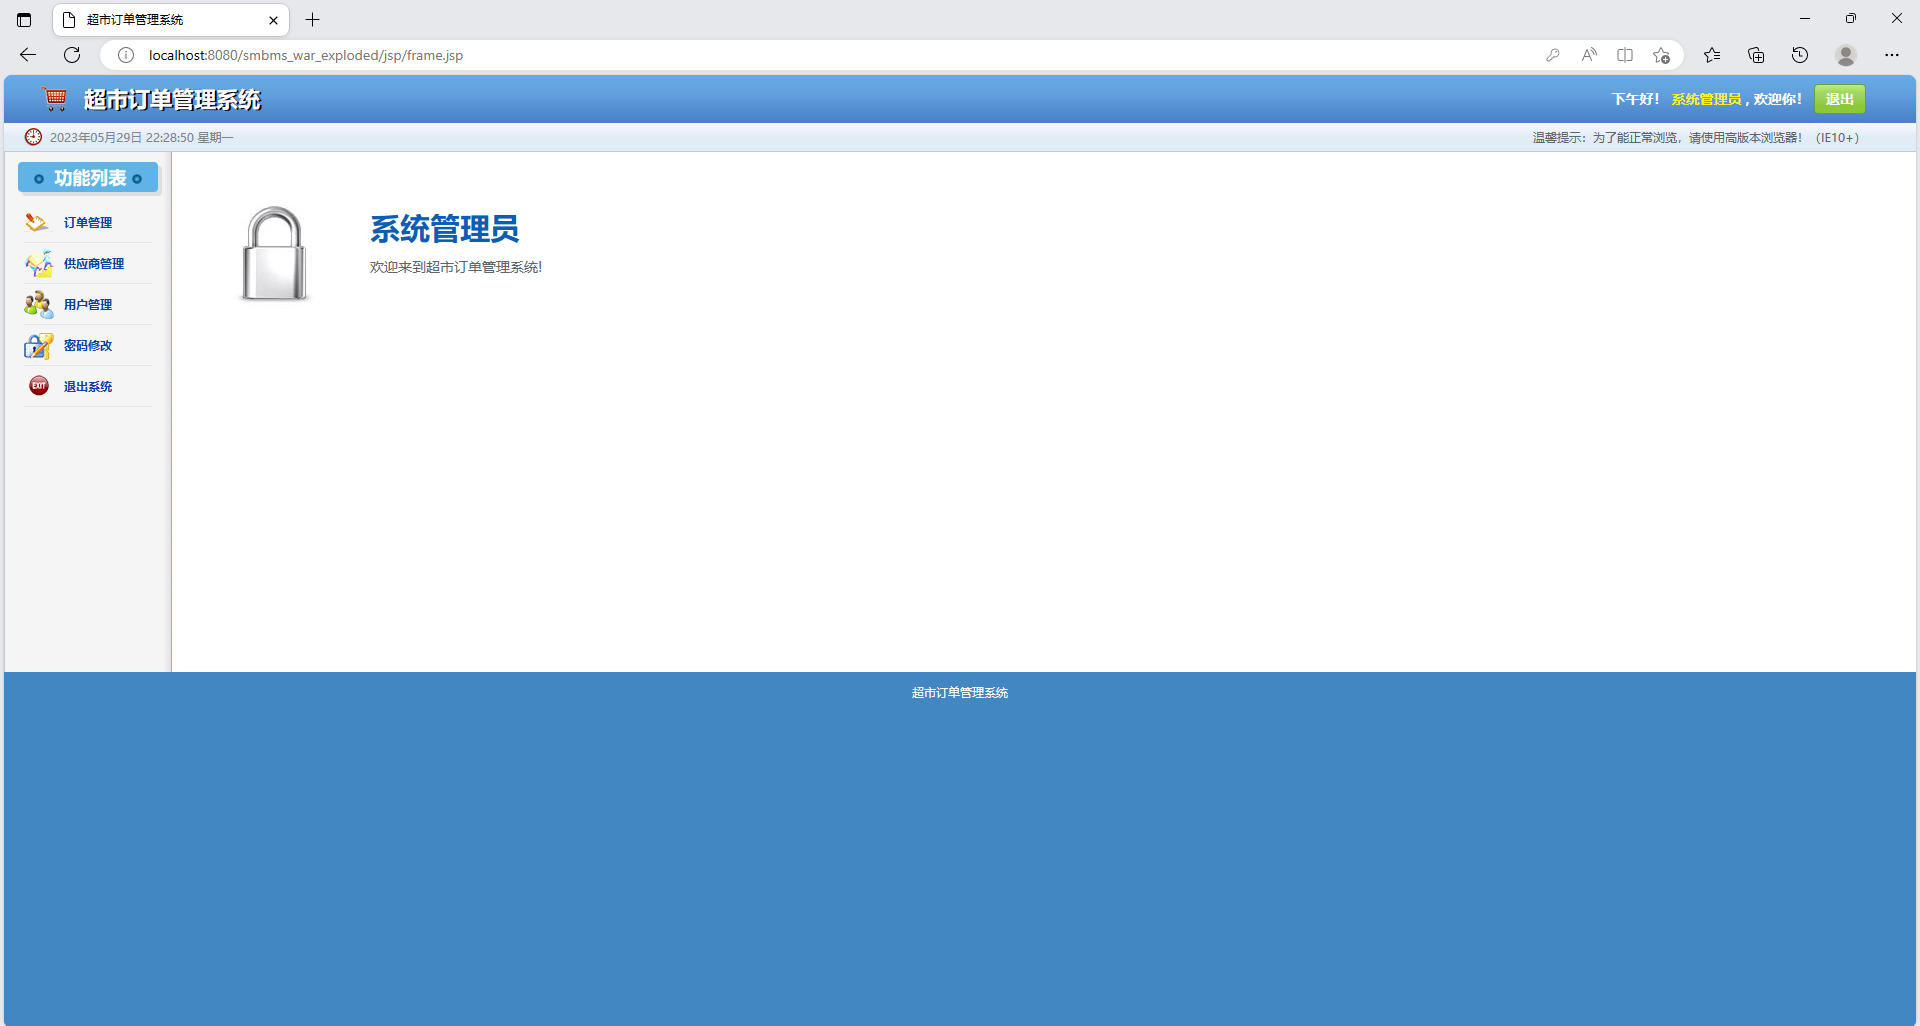 超市订单管理系统
localhost:8080/smbms_war_exploded/jsp/frame.jsp
超市订单管理系统
下午好！ 系统管理员 , 欢迎你！ 退出
2023年05月29日 22:28:50 星期一
温馨提示：为了能正常浏览，请使用高版本浏览器！（IE10+）
功能列表
订单管理
供应商管理
用户管理
密码修改
EXIT 退出系统
系统管理员
欢迎来到超市订单管理系统!
超市订单管理系统